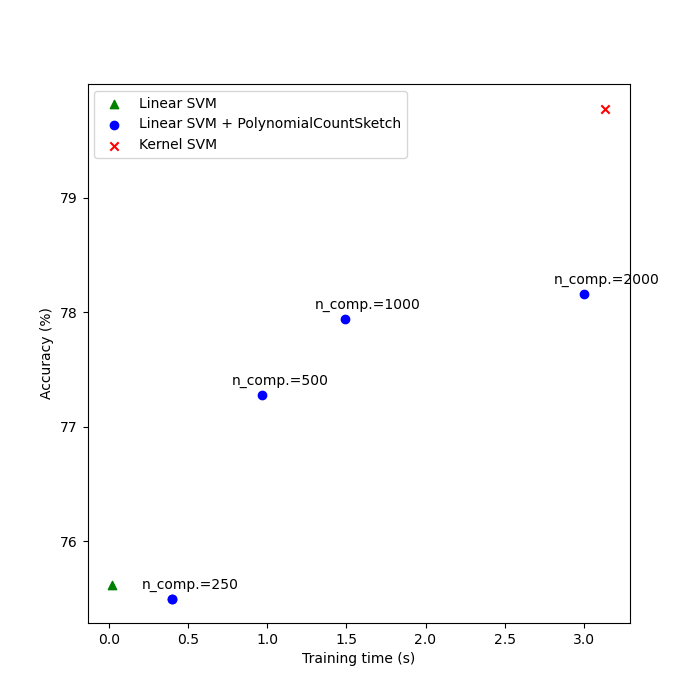 Linear SVM
Linear SVM + PolynomialCountSketch
Kernel SVM
79
78
77
76
n_comp.=2000
n_comp.=1000
n_comp.=500
n_comp.=250
Accuracy (%)
0.0 0.5 1.0 1.5 2.0 2.5 3.0
Training time (s)